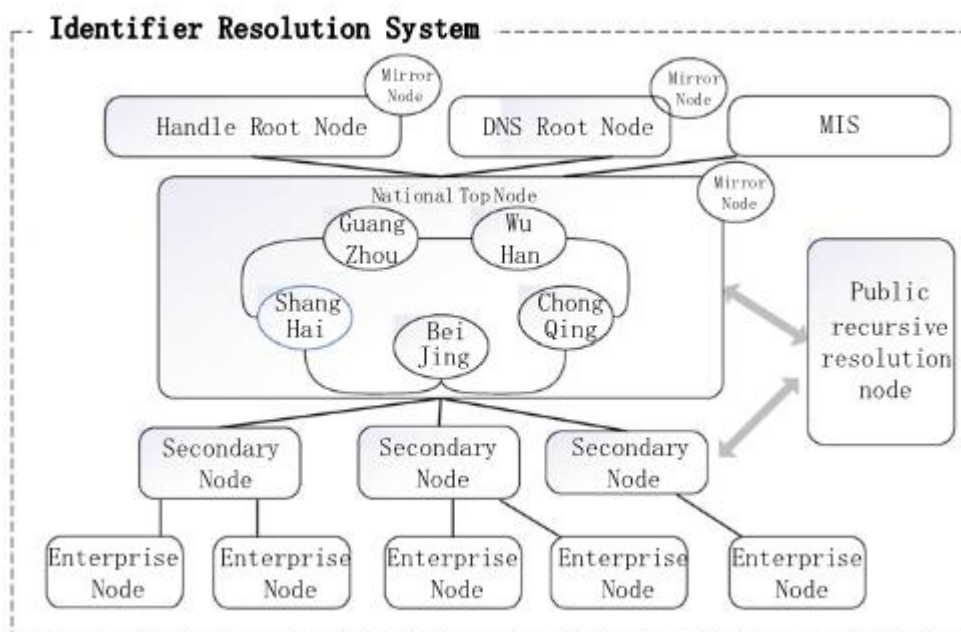 Identifier Resolution System
Mirror
Node
Mirror
Node
Handle Root Node
DNS Root Node
MIS
Mirror
Node
National Top Node
Guang
Zhou
Wu
Han
Shang
Hai
Bei
Jing
Chong
Qing
Public
recursive
resolution
node
Secondary
Node
Secondary
Node
Secondary
Node
Enterprise
Node
Enterprise
Node
Enterprise
Node
Enterprise
Node
Enterprise
Node